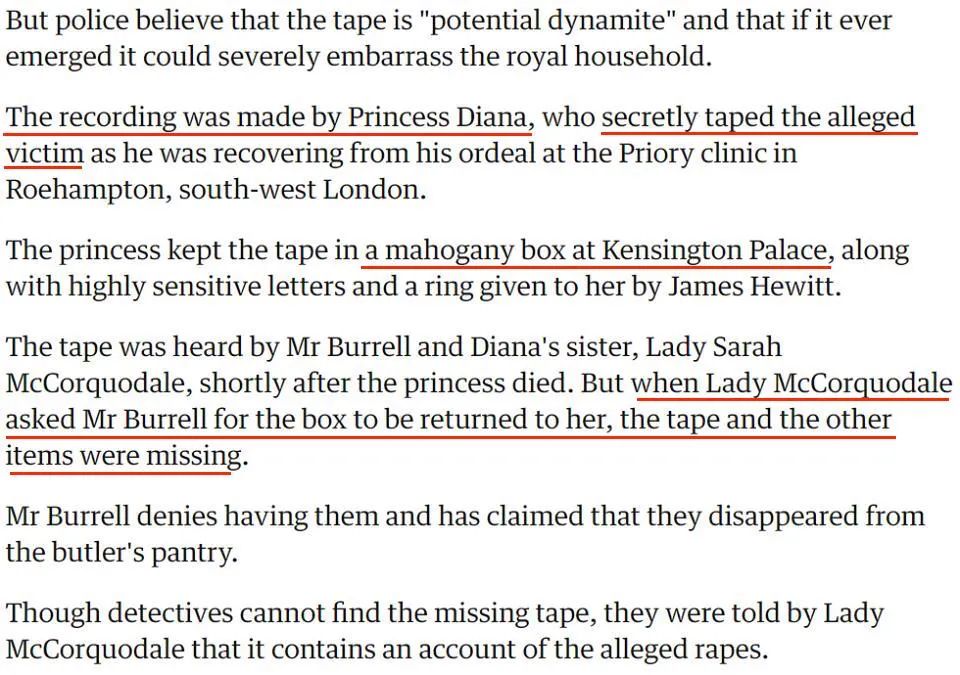 But police believe that the tape is "potential dynamite" and that if it ever
emerged it could severely embarrass the royal household.
The recording was made by Princess Diana, who secretly taped the alleged
victim as he was recovering from his ordeal at the Priory clinic in
Roehampton, south-west London.
The princess kept the tape in a mahogany box at Kensington Palace, along
with highly sensitive letters and a ring given to her by James Hewitt.
The tape was heard by Mr Burrell and Diana's sister, Lady Sarah
McCorquodale, shortly after the princess died. But when Lady McCorquodale
asked Mr Burrell for the box to be returned to her, the tape and the other
items were missing.
Mr Burrell denies having them and has claimed that they disappeared from
the butler's pantry.
Though detectives cannot find the missing tape, they were told by Lady
McCorquodale that it contains an account of the alleged rapes.